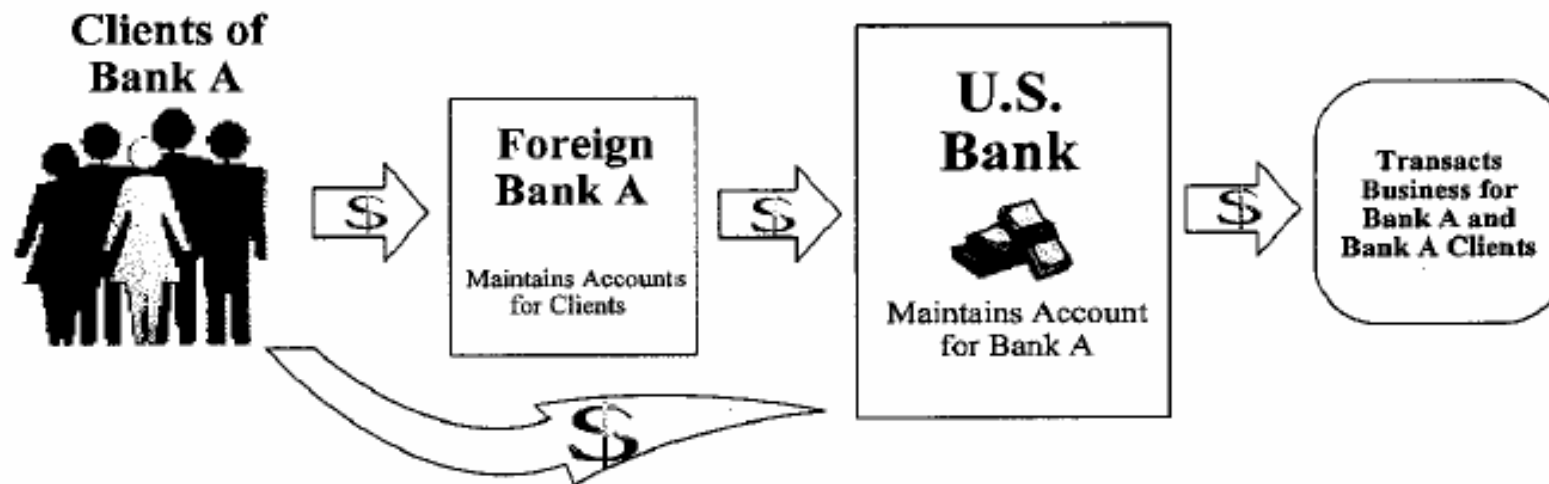 Clients of
Bank A
$
Foreign
Bank A
Maintains Accounts
for Clients
$
U.S.
Bank
Maintains Account
for Bank A
$
Transacts
Business for
Bank A and
Bank A Clients
$